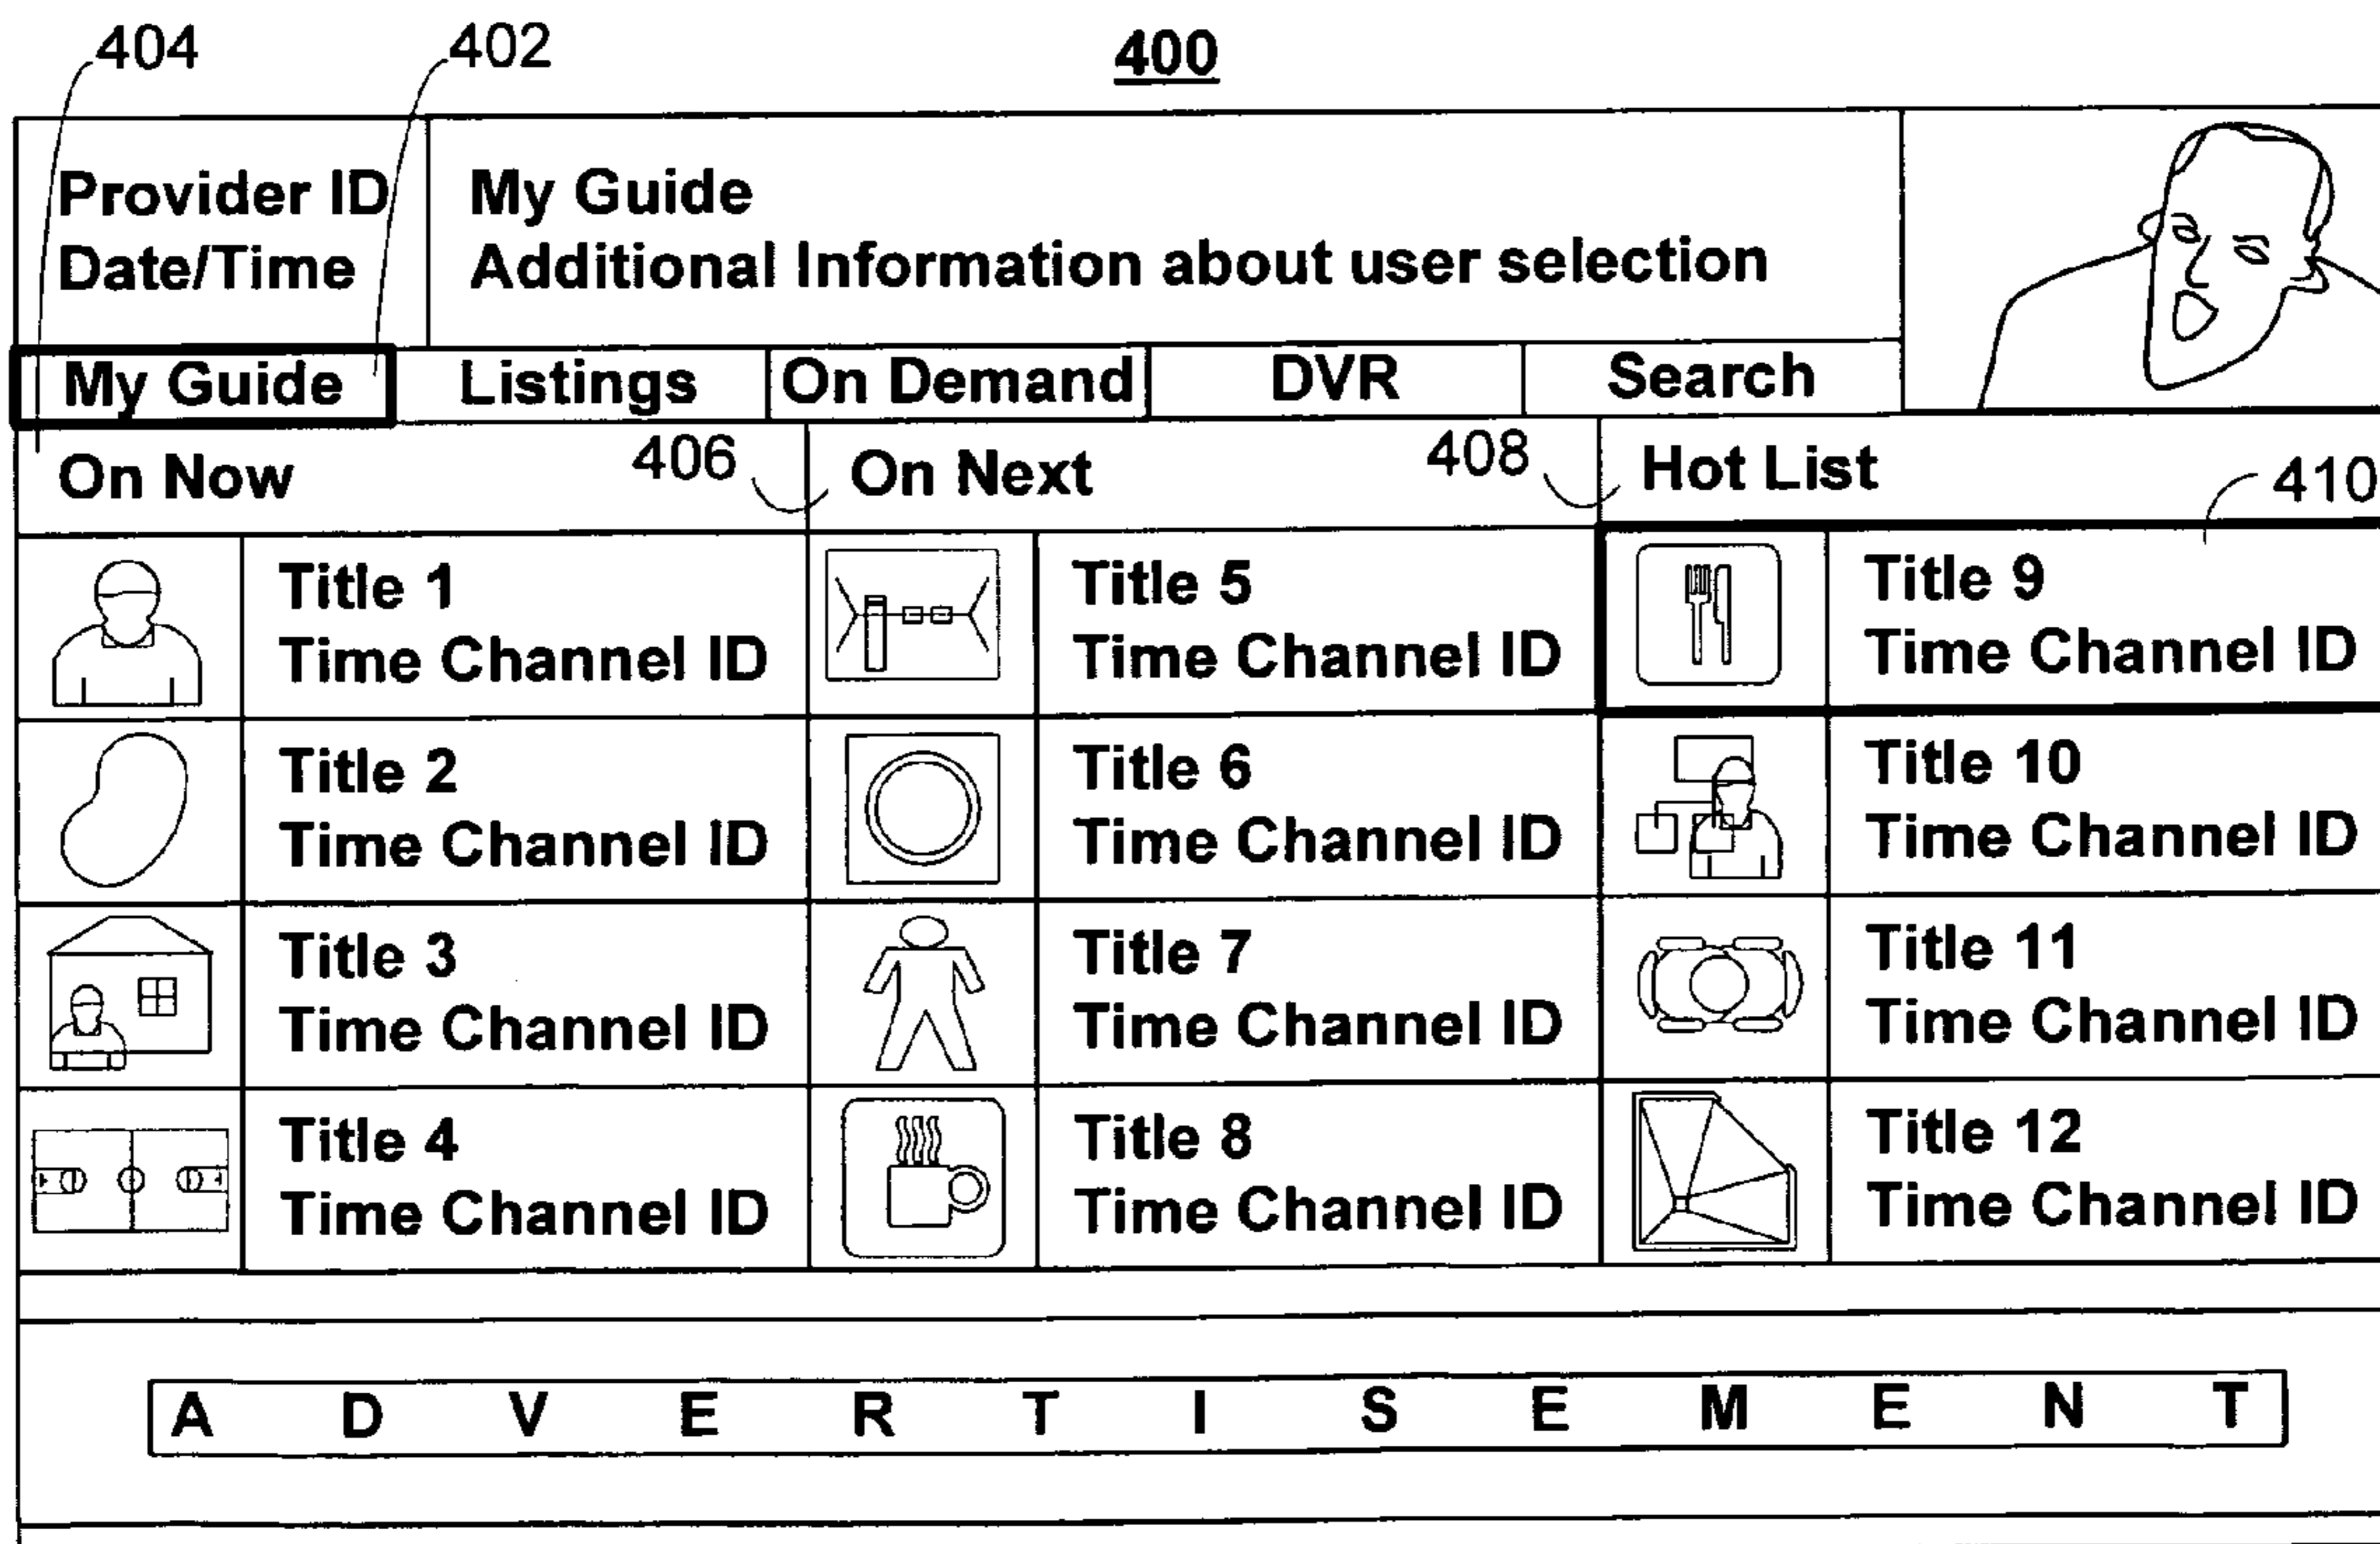 404 402 400
Provider ID
Date/Time
My Guide
Additional Information about user selection
My Guide Listings On Demand DVR Search
On Now 406 On Next 408 Hot List 410
Title 1
Time Channel ID
Title 5
Time Channel ID
Title 9
Time Channel ID
Title 2
Time Channel ID
Title 6
Time Channel ID
Title 10
Time Channel ID
Title 3
Time Channel ID
Title 7
Time Channel ID
Title 11
Time Channel ID
Title 4
Time Channel ID
Title 8
Time Channel ID
Title 12
Time Channel ID
A D V E R T I S E M E N T